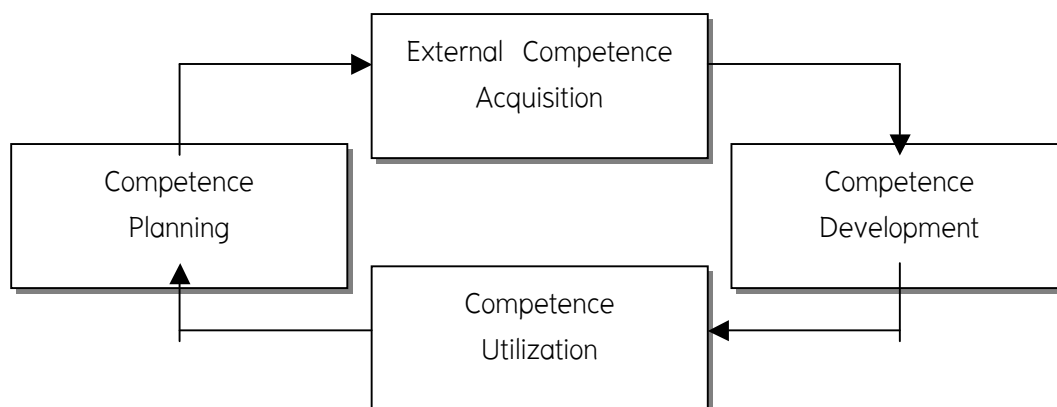 External Competence
Acquisition
Competence
Planning
Competence
Development
Competence
Utilization